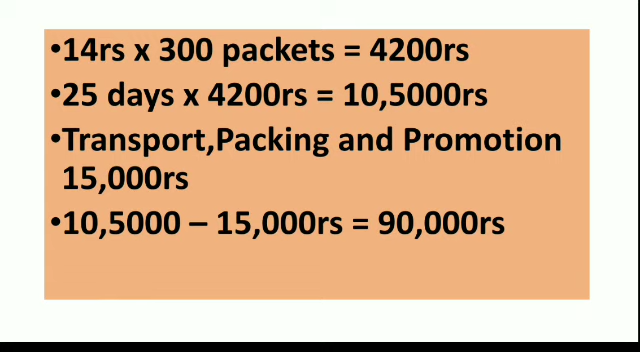 •14rs x 300 packets = 4200rs
•25 days x 4200rs = 10,5000rs
•Transport,Packing and Promotion
15,000rs
•10,5000 – 15,000rs = 90,000rs